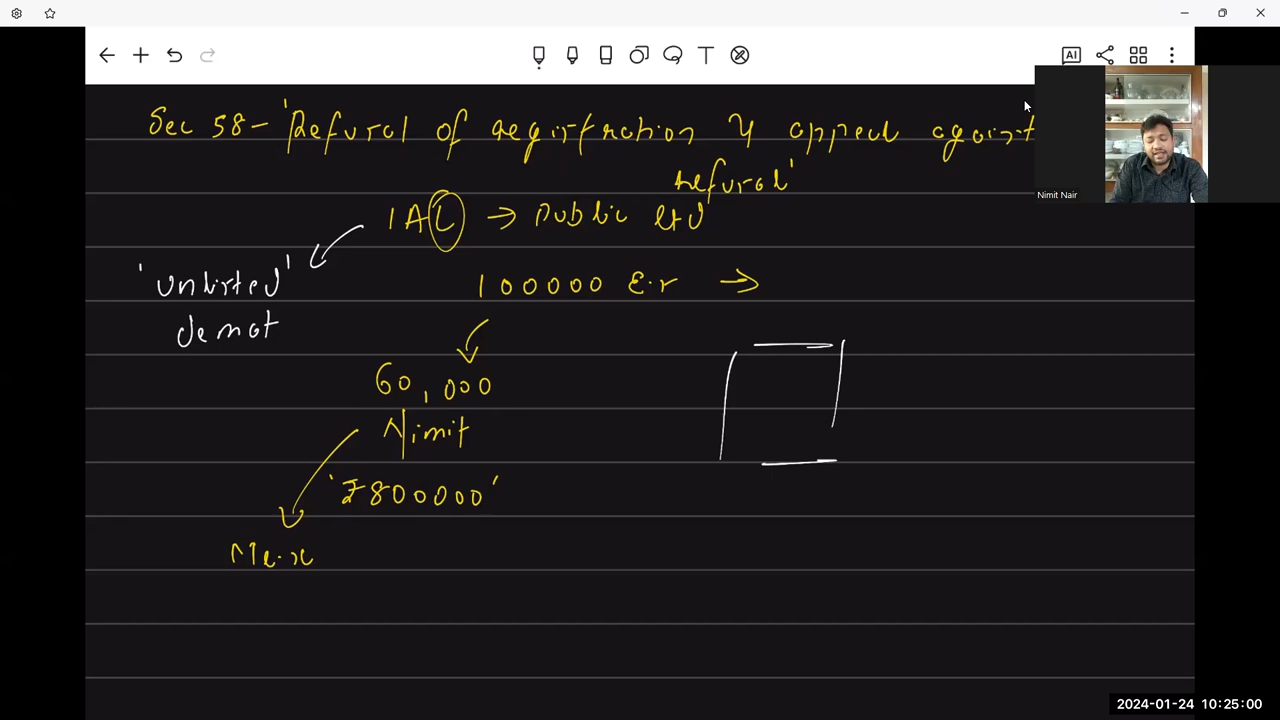 Sec 58 - 'Refusal of registration & appeal against
refusal'
IAL → Public Ltd
'unlisted'
demat
100000 E.s →
60,000
Nimit
'₹800000'
Mr. x
AI
Nimit Nair
2024-01-24 10:25:00